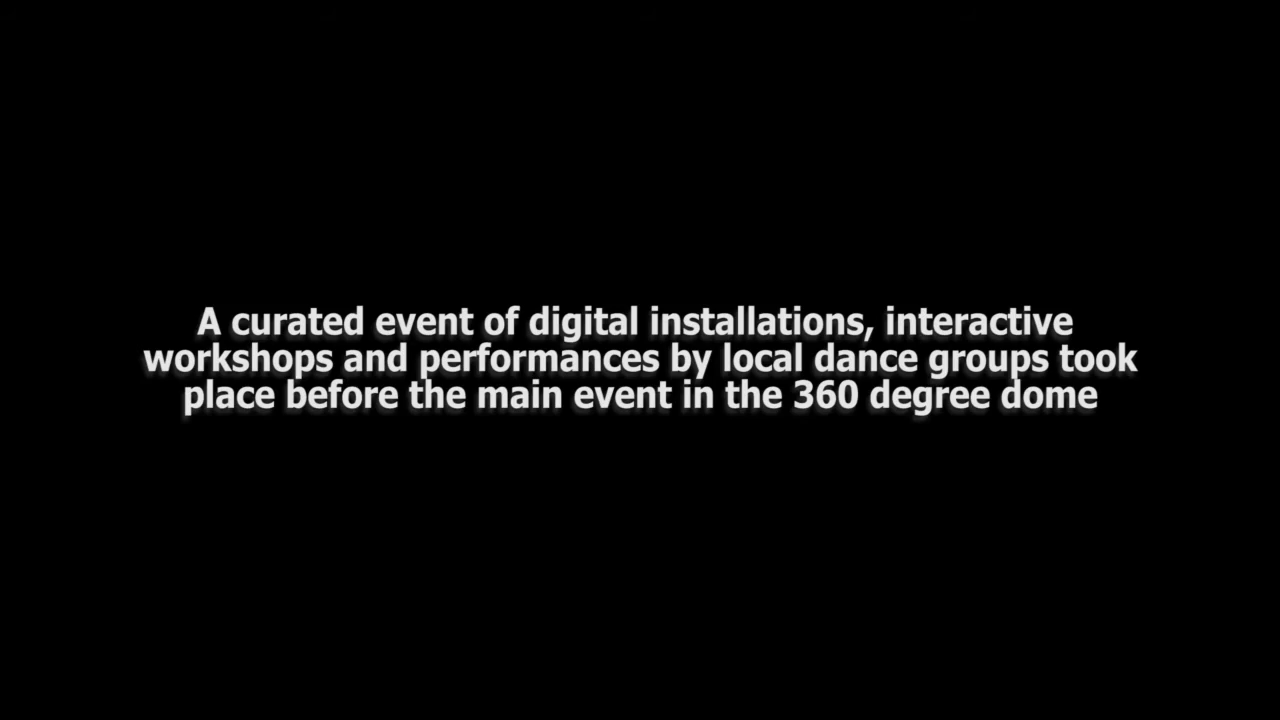 A curated event of digital installations, interactive
workshops and performances by local dance groups took
place before the main event in the 360 degree dome